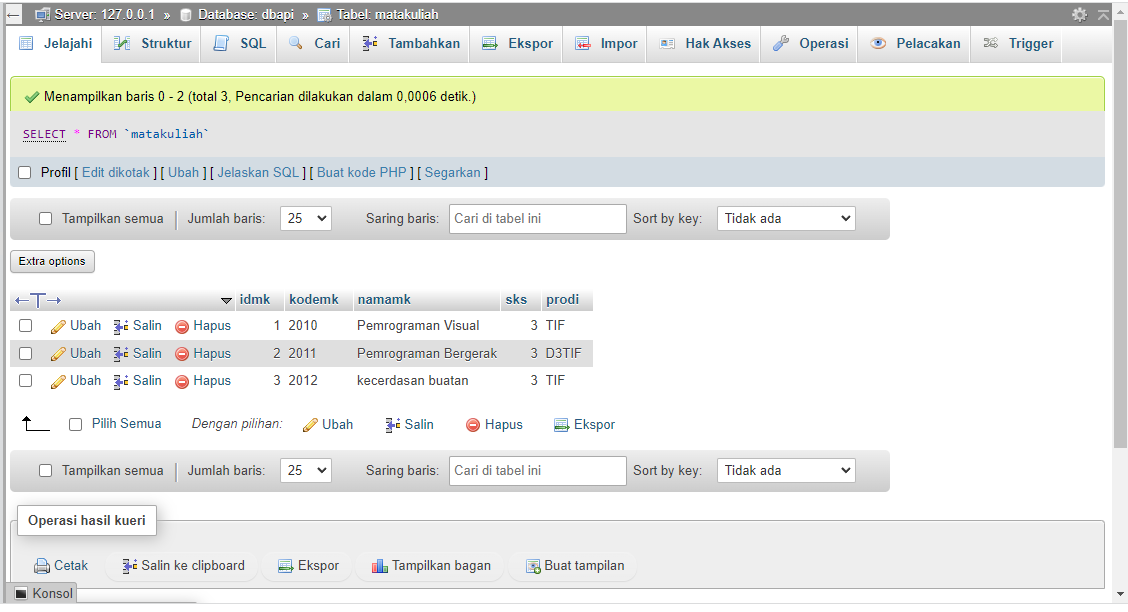 Server: 127.0.0.1 » Database: dbapi » Tabel: matakuliah
Jelajahi Struktur SQL Cari Tambahkan Ekspor Impor Hak Akses Operasi Pelacakan Trigger
Menampilkan baris 0 - 2 (total 3, Pencarian dilakukan dalam 0,0006 detik.)
SELECT * FROM `matakuliah`
Profil [ Edit dikotak ] [ Ubah ] [ Jelaskan SQL ] [ Buat kode PHP ] [ Segarkan ]
Tampilkan semua | Jumlah baris: 25 Saring baris: Cari di tabel ini Sort by key: Tidak ada
Extra options
←T→ idmk kodemk namamk sks prodi
Ubah Salin Hapus 1 2010 Pemrograman Visual 3 TIF
Ubah Salin Hapus 2 2011 Pemrograman Bergerak 3 D3TIF
Ubah Salin Hapus 3 2012 kecerdasan buatan 3 TIF
Pilih Semua Dengan pilihan: Ubah Salin Hapus Ekspor
Tampilkan semua | Jumlah baris: 25 Saring baris: Cari di tabel ini Sort by key: Tidak ada
Operasi hasil kueri
Cetak Salin ke clipboard Ekspor Tampilkan bagan Buat tampilan
Konsol